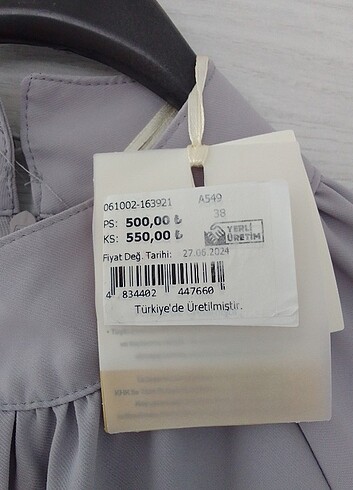 061002-163921 A549
PS: 500,00 ₺ 38
KS: 550,00 ₺ YERLİ ÜRETİM
Fiyat Değ. Tarihi: 27.06.2024
4 834402 447660
Türkiye'de Üretilmiştir.